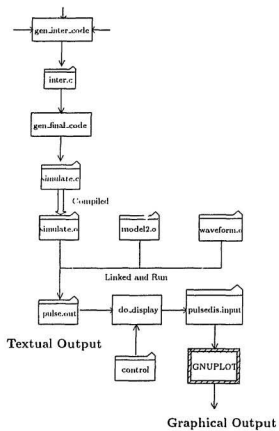 gen_inter_code
inter.c
gen_final_code
simulate.c
Compiled
simulate.o
model2.o
waveform.o
Linked and Run
pulse.out
do_display
pulsedis.input
Textual Output
control
GNUPLOT
Graphical Output